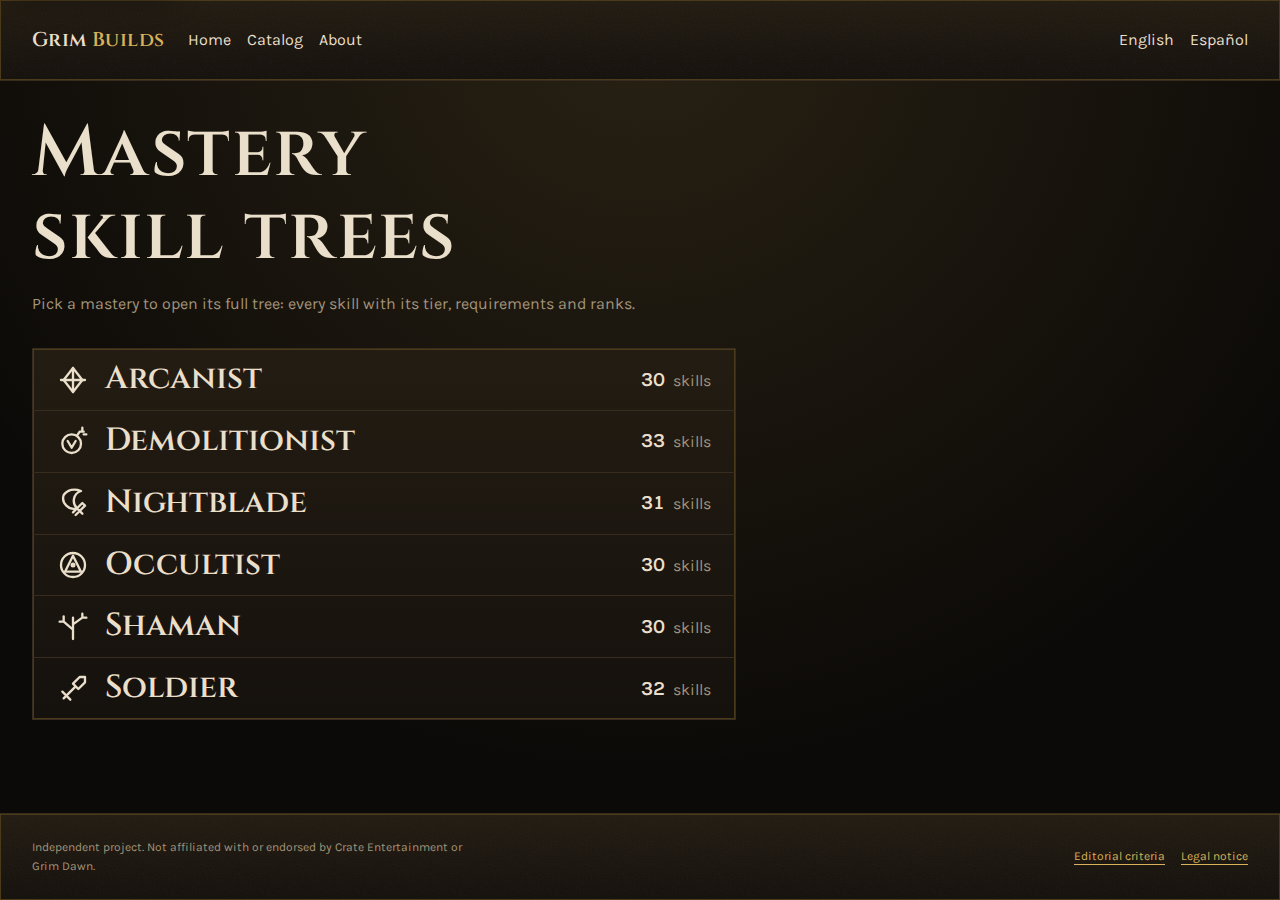 Grim Builds Home Catalog About English Español
Mastery
skill trees
Pick a mastery to open its full tree: every skill with its tier, requirements and ranks.
Arcanist 30 skills
Demolitionist 33 skills
Nightblade 31 skills
Occultist 30 skills
Shaman 30 skills
Soldier 32 skills
Independent project. Not affiliated with or endorsed by Crate Entertainment or
Grim Dawn.
Editorial criteria Legal notice